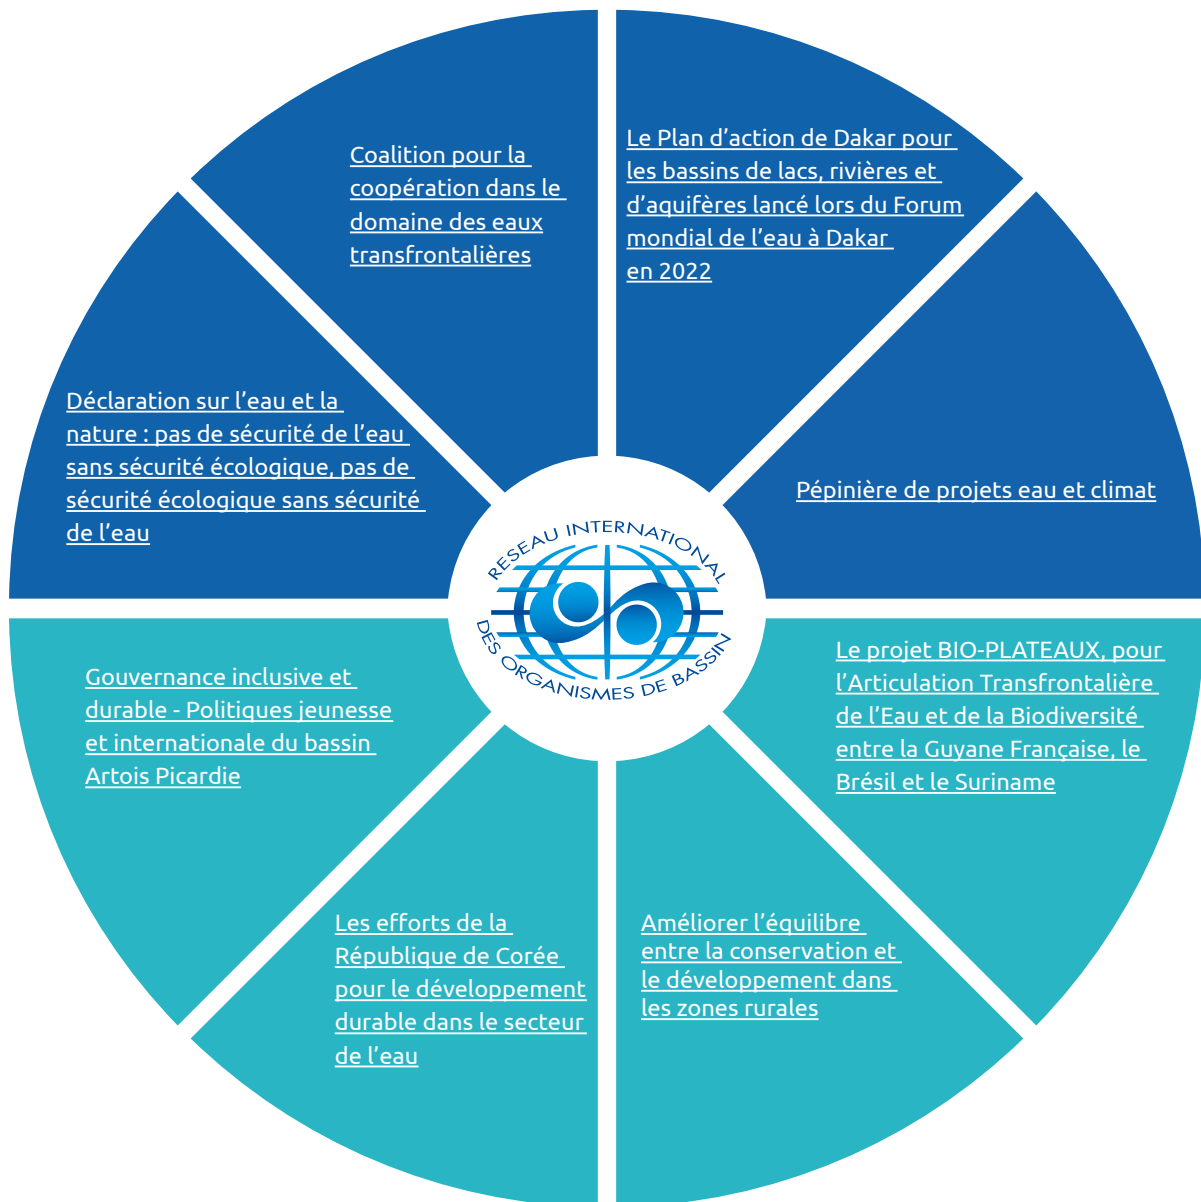 Coalition pour la
coopération dans le
domaine des eaux
transfrontalières
Le Plan d’action de Dakar pour
les bassins de lacs, rivières et
d’aquifères lancé lors du Forum
mondial de l’eau à Dakar
en 2022
Déclaration sur l’eau et la
nature : pas de sécurité de l’eau
sans sécurité écologique, pas de
sécurité écologique sans sécurité
de l’eau
Pépinière de projets eau et climat
RESEAU INTERNATIONAL
DES ORGANISMES DE BASSIN
Gouvernance inclusive et
durable - Politiques jeunesse
et internationale du bassin
Artois Picardie
Le projet BIO-PLATEAUX, pour
l’Articulation Transfrontalière
de l’Eau et de la Biodiversité
entre la Guyane Française, le
Brésil et le Suriname
Les efforts de la
République de Corée
pour le développement
durable dans le secteur
de l’eau
Améliorer l’équilibre
entre la conservation et
le développement dans
les zones rurales